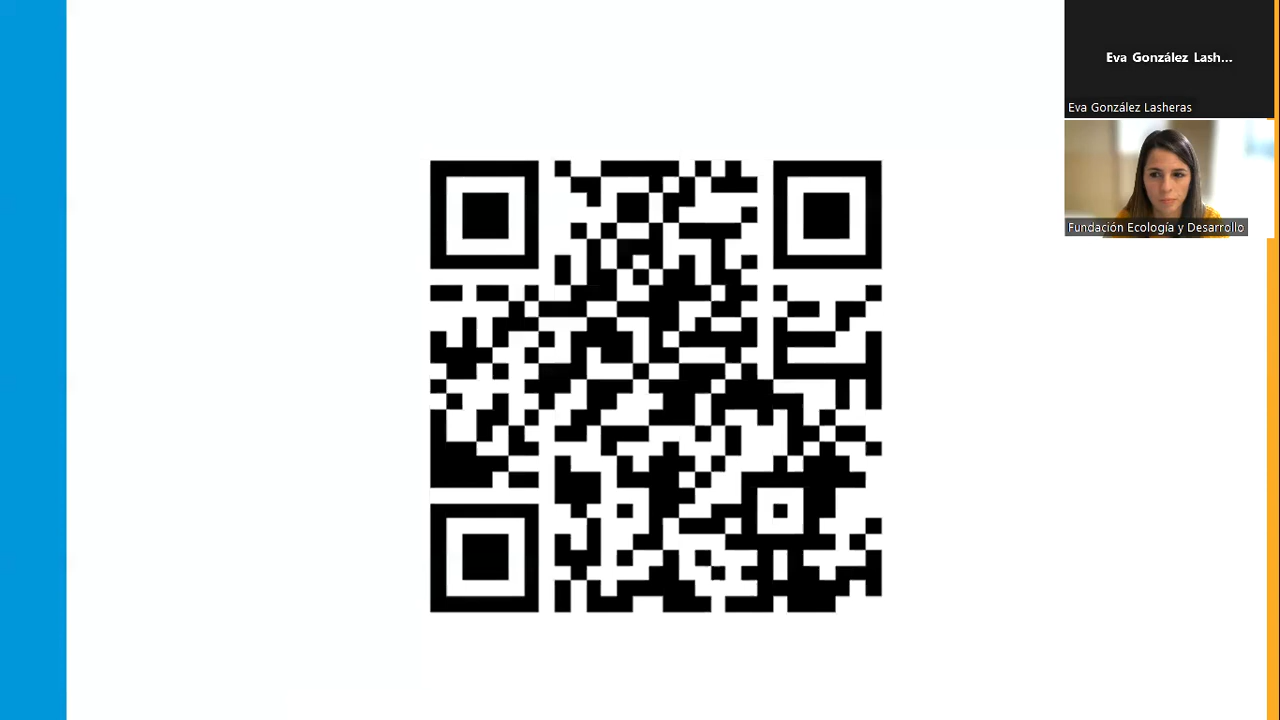 Eva González Lash...
Eva González Lasheras
Fundación Ecología y Desarrollo